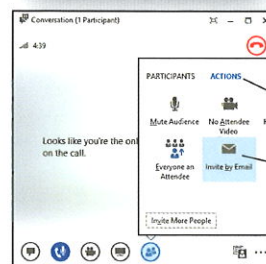 Conversation (1 Participant)
4:39
PARTICIPANTS ACTIONS
Mute Audience
No Attendee Video
Looks like you're the onl
on the call.
Everyone an Attendee
Invite by Email
Invite More People